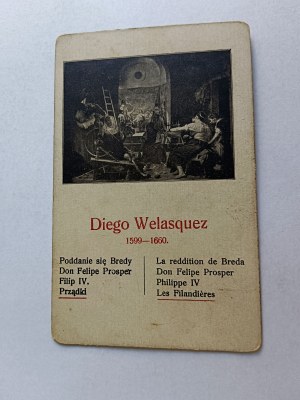 Diego Welasquez
1599—1660.
Poddanie się Bredy
Don Felipe Prosper
Filip IV,
Prządki
La reddition de Breda
Don Felipe Prosper
Philippe IV
Les Filandières